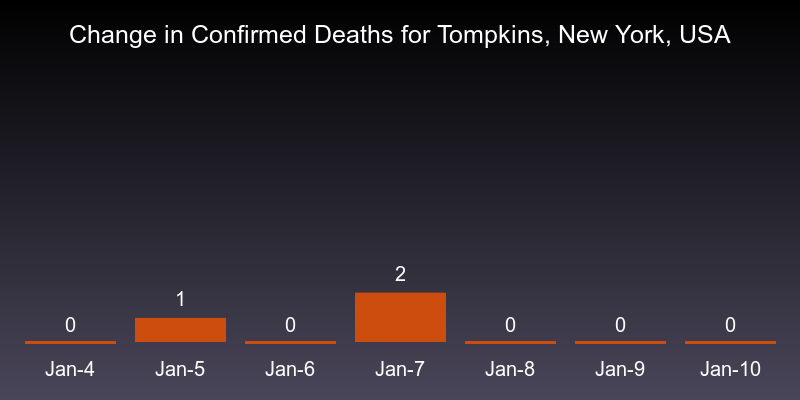 Change in Confirmed Deaths for Tompkins, New York, USA
0 1 0 2 0 0 0
Jan-4 Jan-5 Jan-6 Jan-7 Jan-8 Jan-9 Jan-10